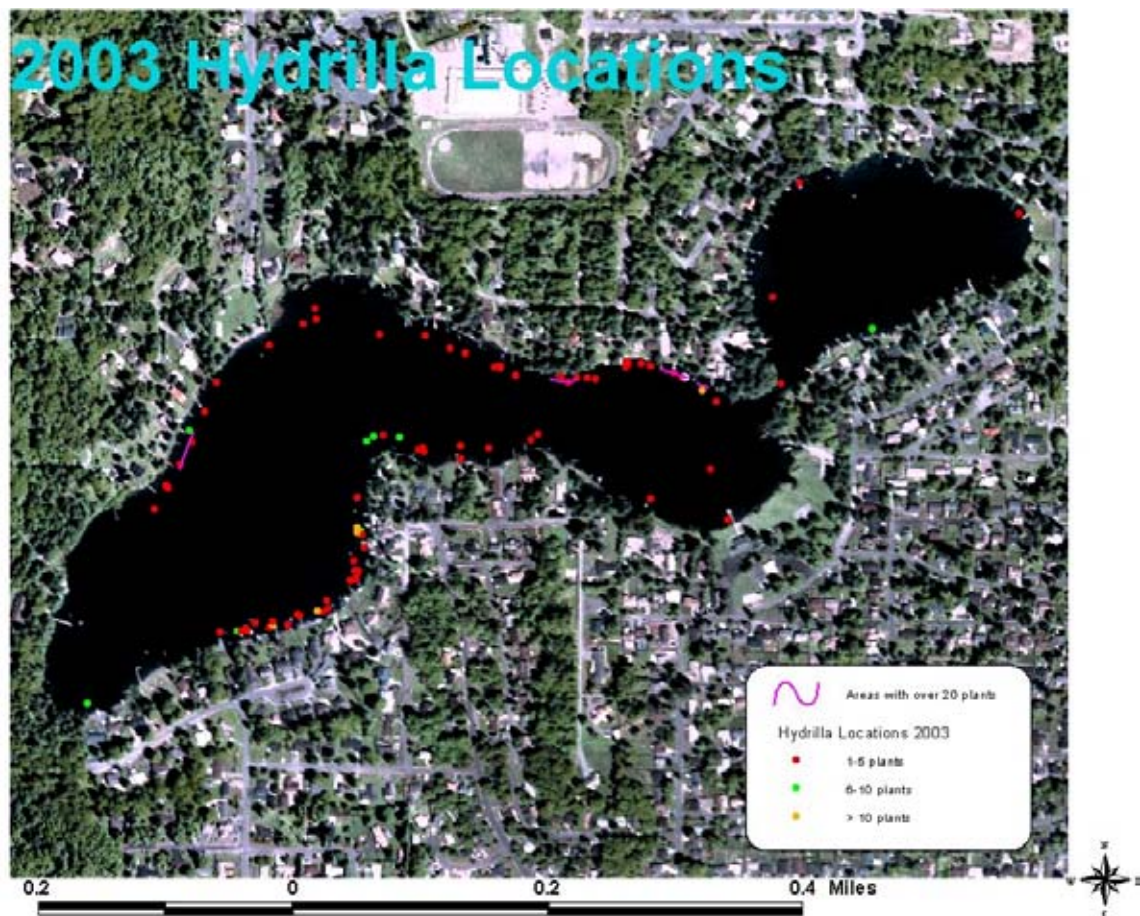 2003 Hydrilla Locations
Areas with over 20 plants
Hydrilla Locations 2003
1-5 plants
6-10 plants
> 10 plants
0.2 0 0.2 0.4 Miles
N
W E
S